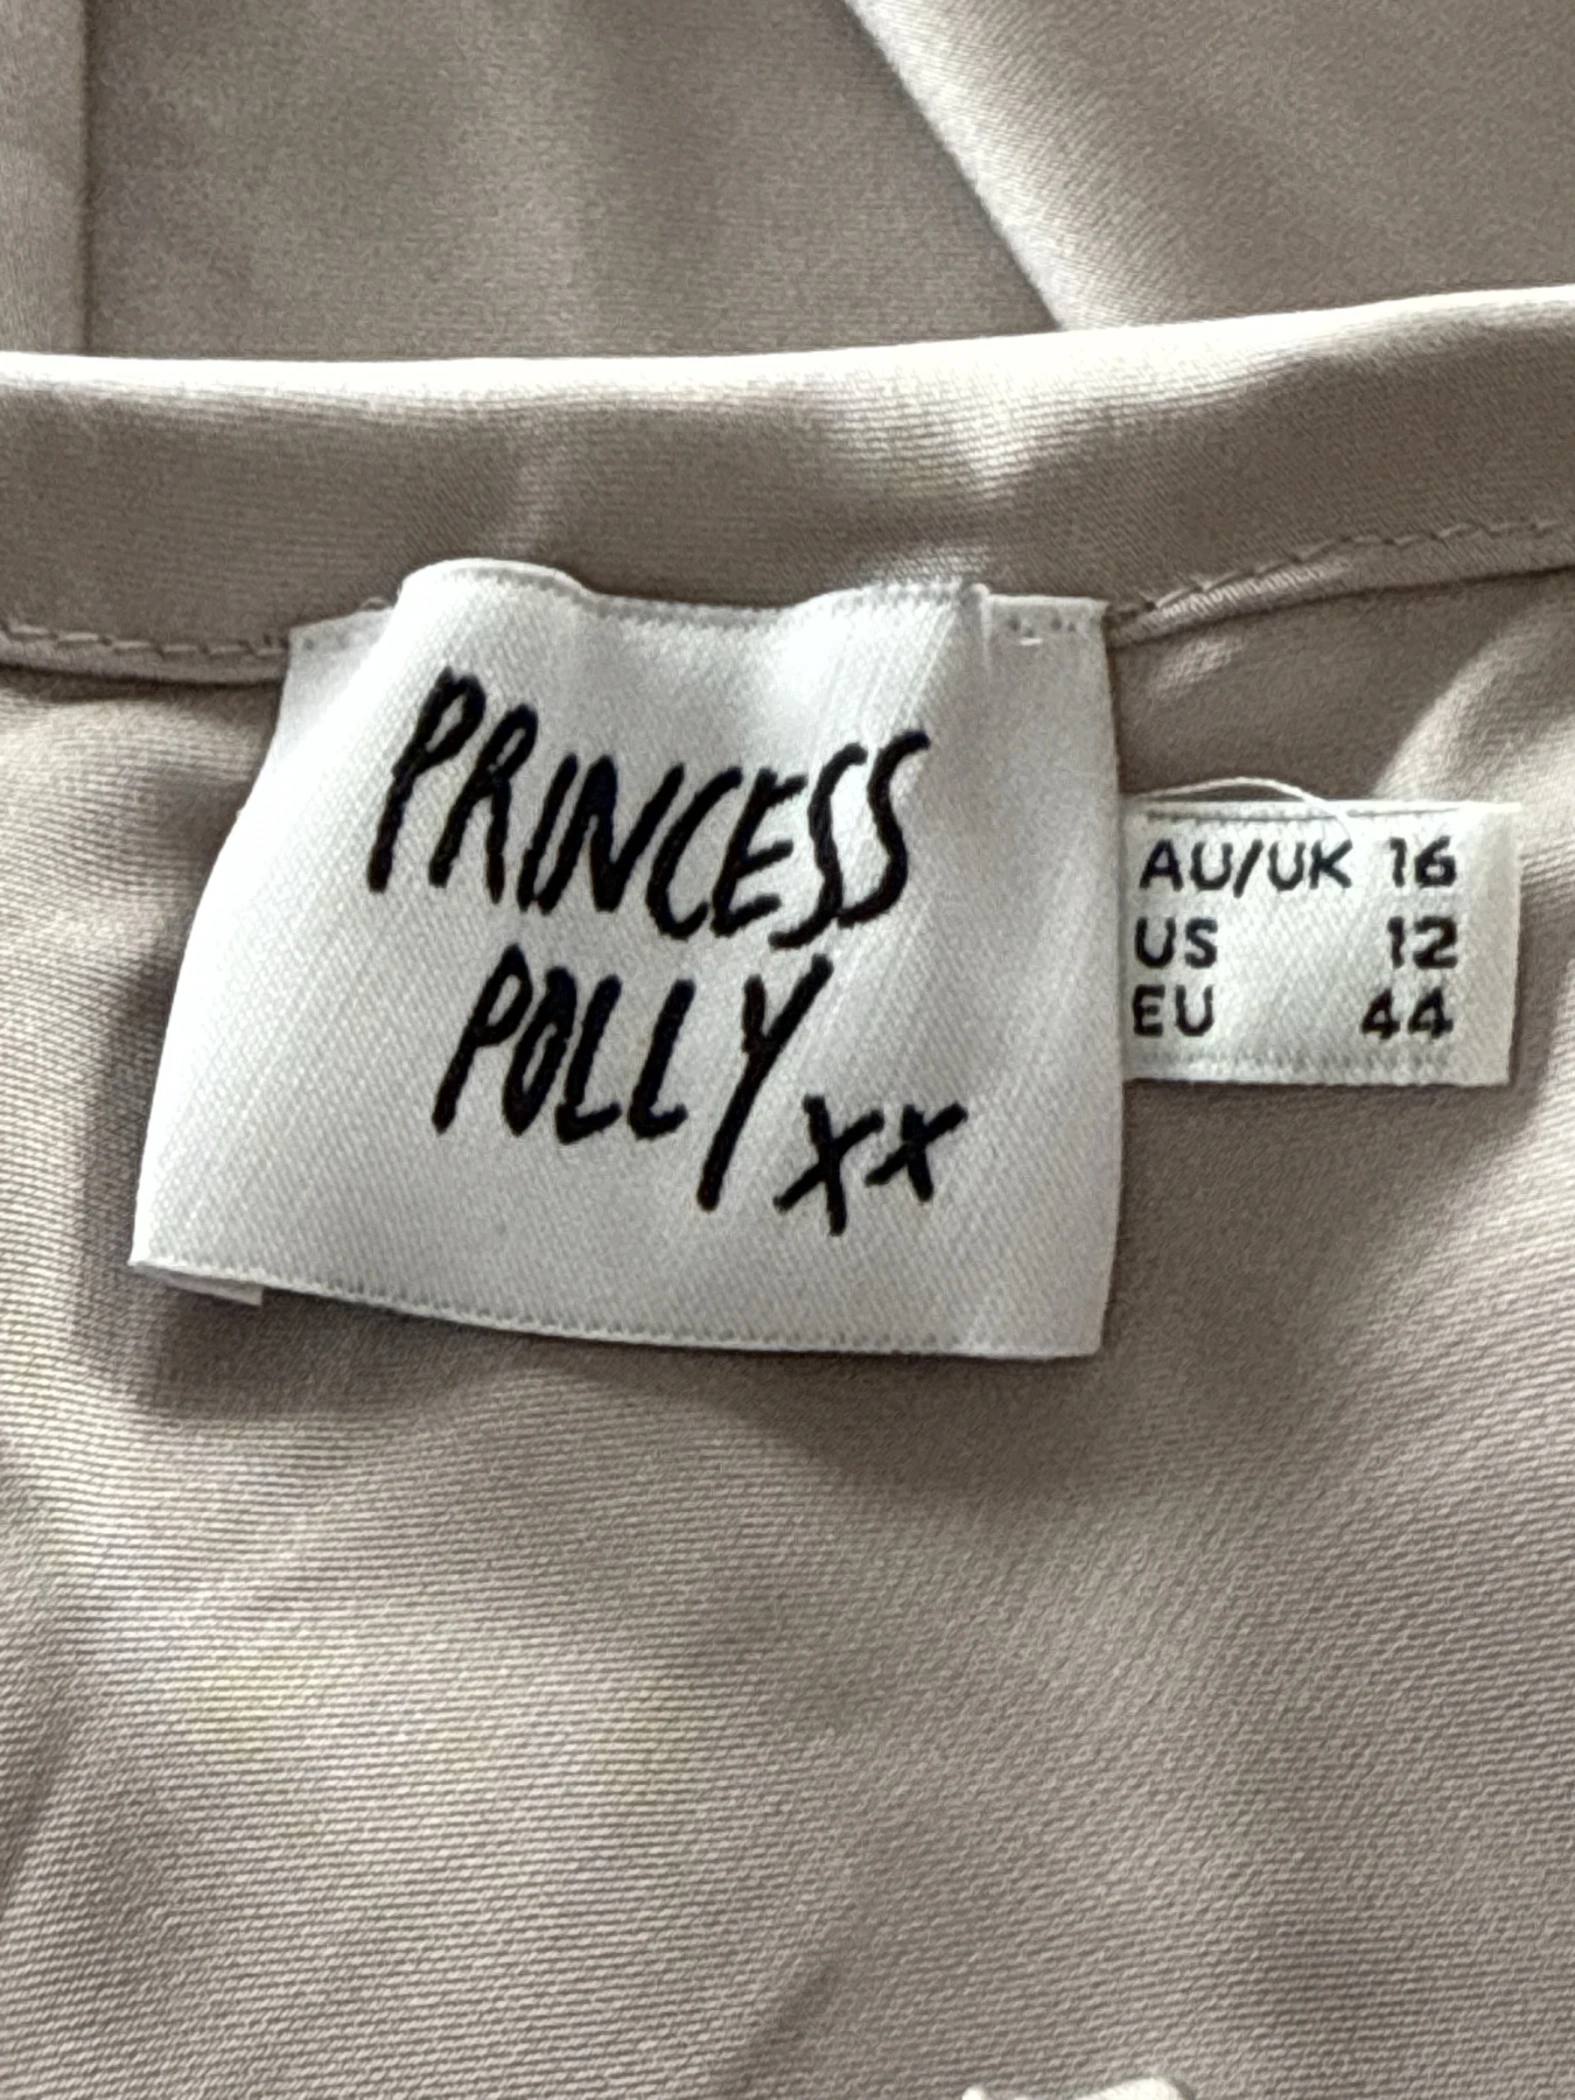 PRINCESS
POLLY xx
AU/UK 16
US 12
EU 44